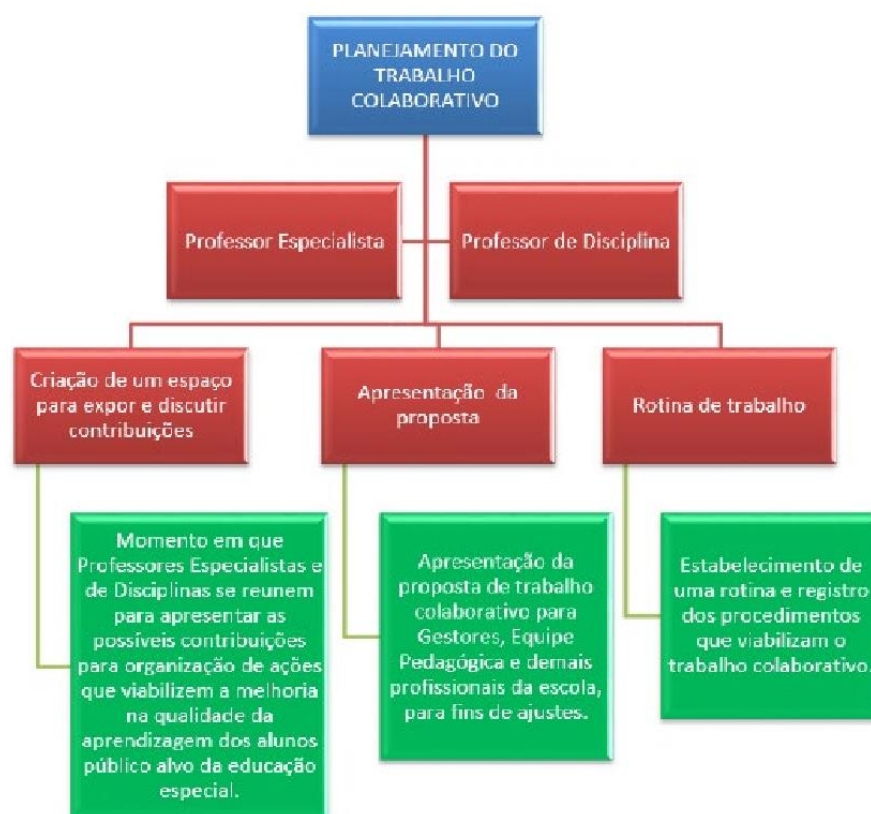 PLANEJAMENTO DO
TRABALHO
COLABORATIVO
Professor Especialista
Professor de Disciplina
Criação de um espaço
para expor e discutir
contribuições
Apresentação da
proposta
Rotina de trabalho
Momento em que
Professores Especialistas e
de Disciplinas se reunem
para apresentar as
possíveis contribuições
para organização de ações
que viabilizem a melhoria
na qualidade da
aprendizagem dos alunos
público alvo da educação
especial.
Apresentação da
proposta de trabalho
colaborativo para
Gestores, Equipe
Pedagógica e demais
profissionais da escola,
para fins de ajustes.
Estabelecimento de
uma rotina e registro
dos procedimentos
que viabilizam o
trabalho colaborativo.